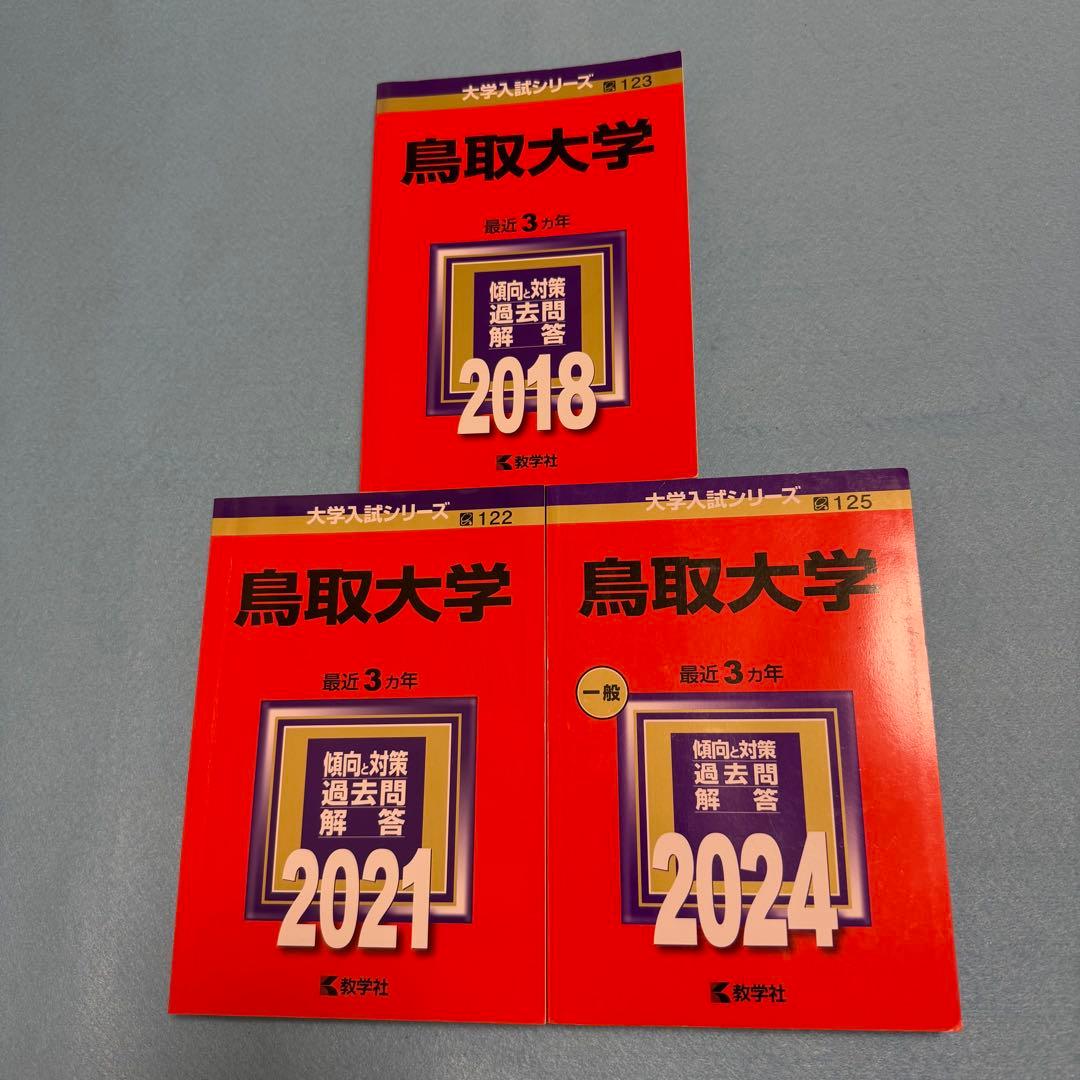 大学入試シリーズ 123
鳥取大学
最近3カ年
傾向と対策
過去問
解答
2018
教学社
大学入試シリーズ 122
鳥取大学
最近3カ年
傾向と対策
過去問
解答
2021
教学社
大学入試シリーズ 125
鳥取大学
最近3カ年
一般
傾向と対策
過去問
解答
2024
教学社